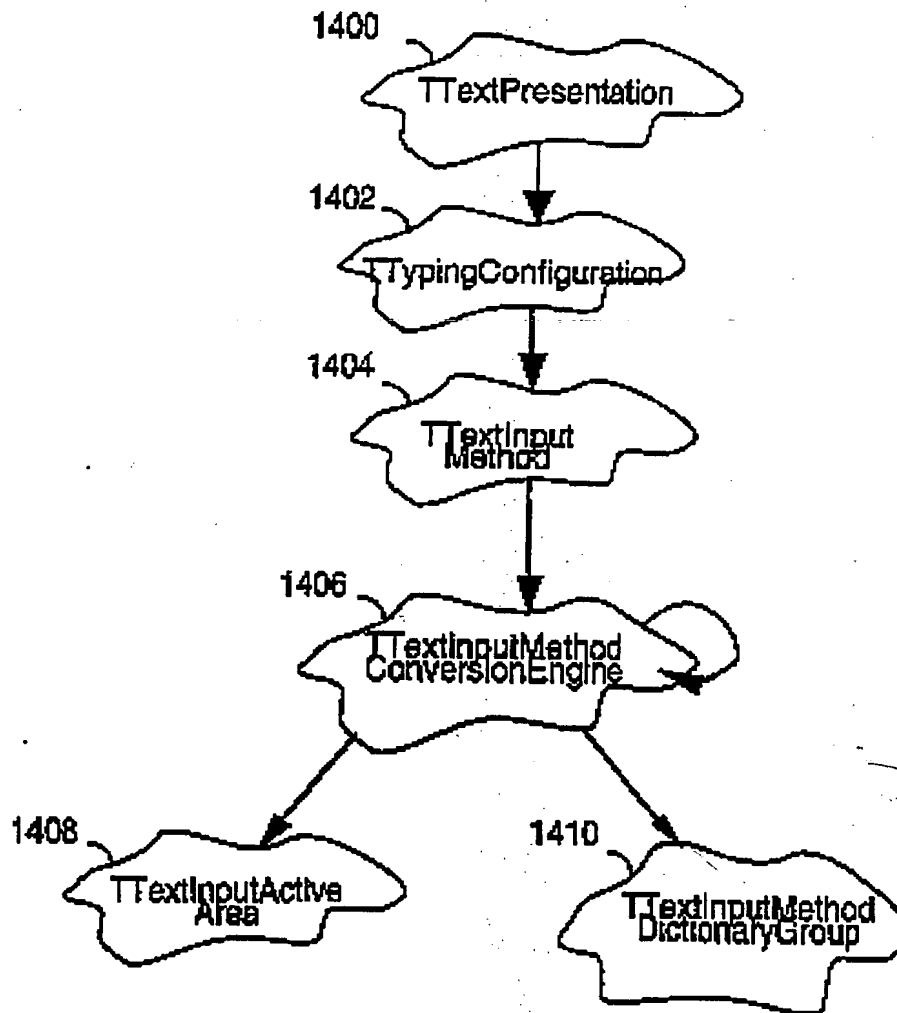 1400
TTextPresentation
1402
TTypingConfiguration
1404
TTextInput
Method
1406
TTextInputMethod
ConversionEngine
1408
TTextInputActive
Area
1410
TTextInputMethod
DictionaryGroup